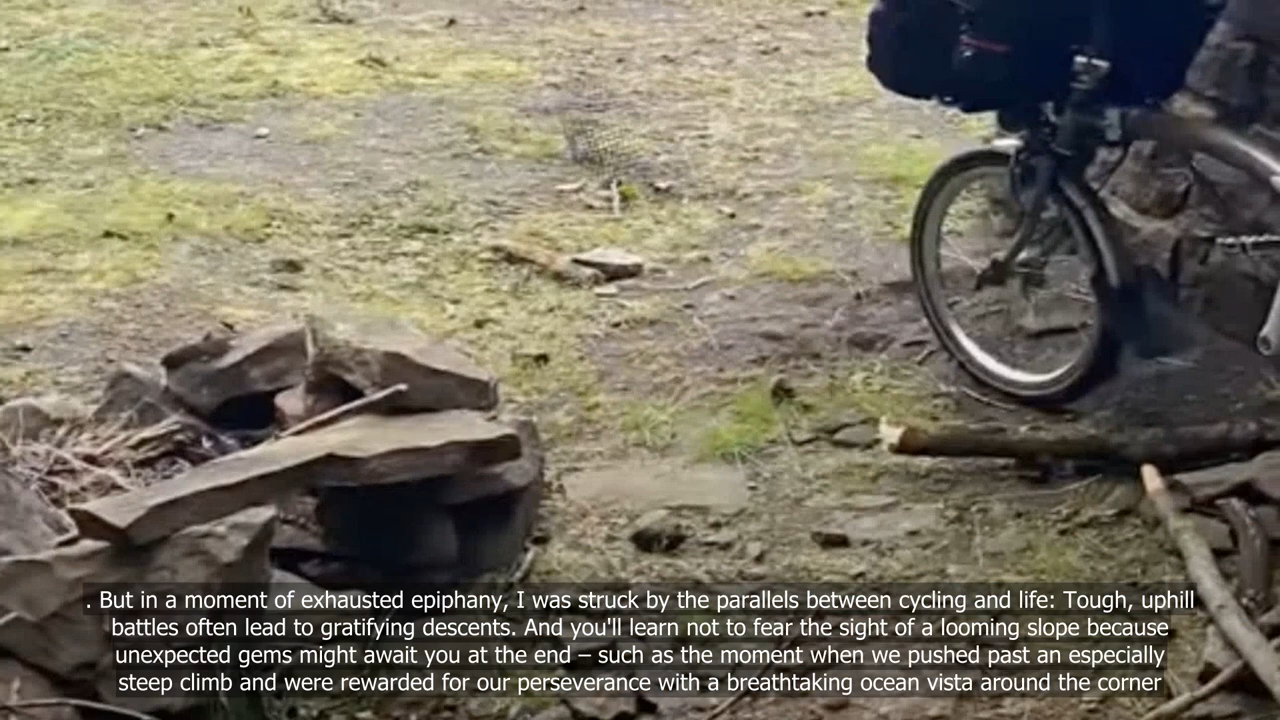 . But in a moment of exhausted epiphany, I was struck by the parallels between cycling and life: Tough, uphill
battles often lead to gratifying descents. And you'll learn not to fear the sight of a looming slope because
unexpected gems might await you at the end – such as the moment when we pushed past an especially
steep climb and were rewarded for our perseverance with a breathtaking ocean vista around the corner